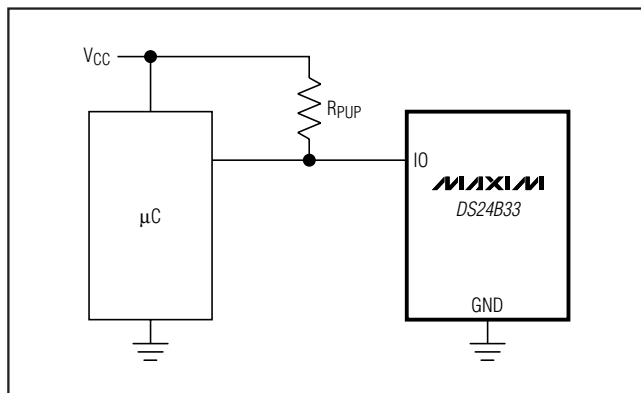 VCC
RPUP
IO
MAXIM
DS24B33
µC
GND